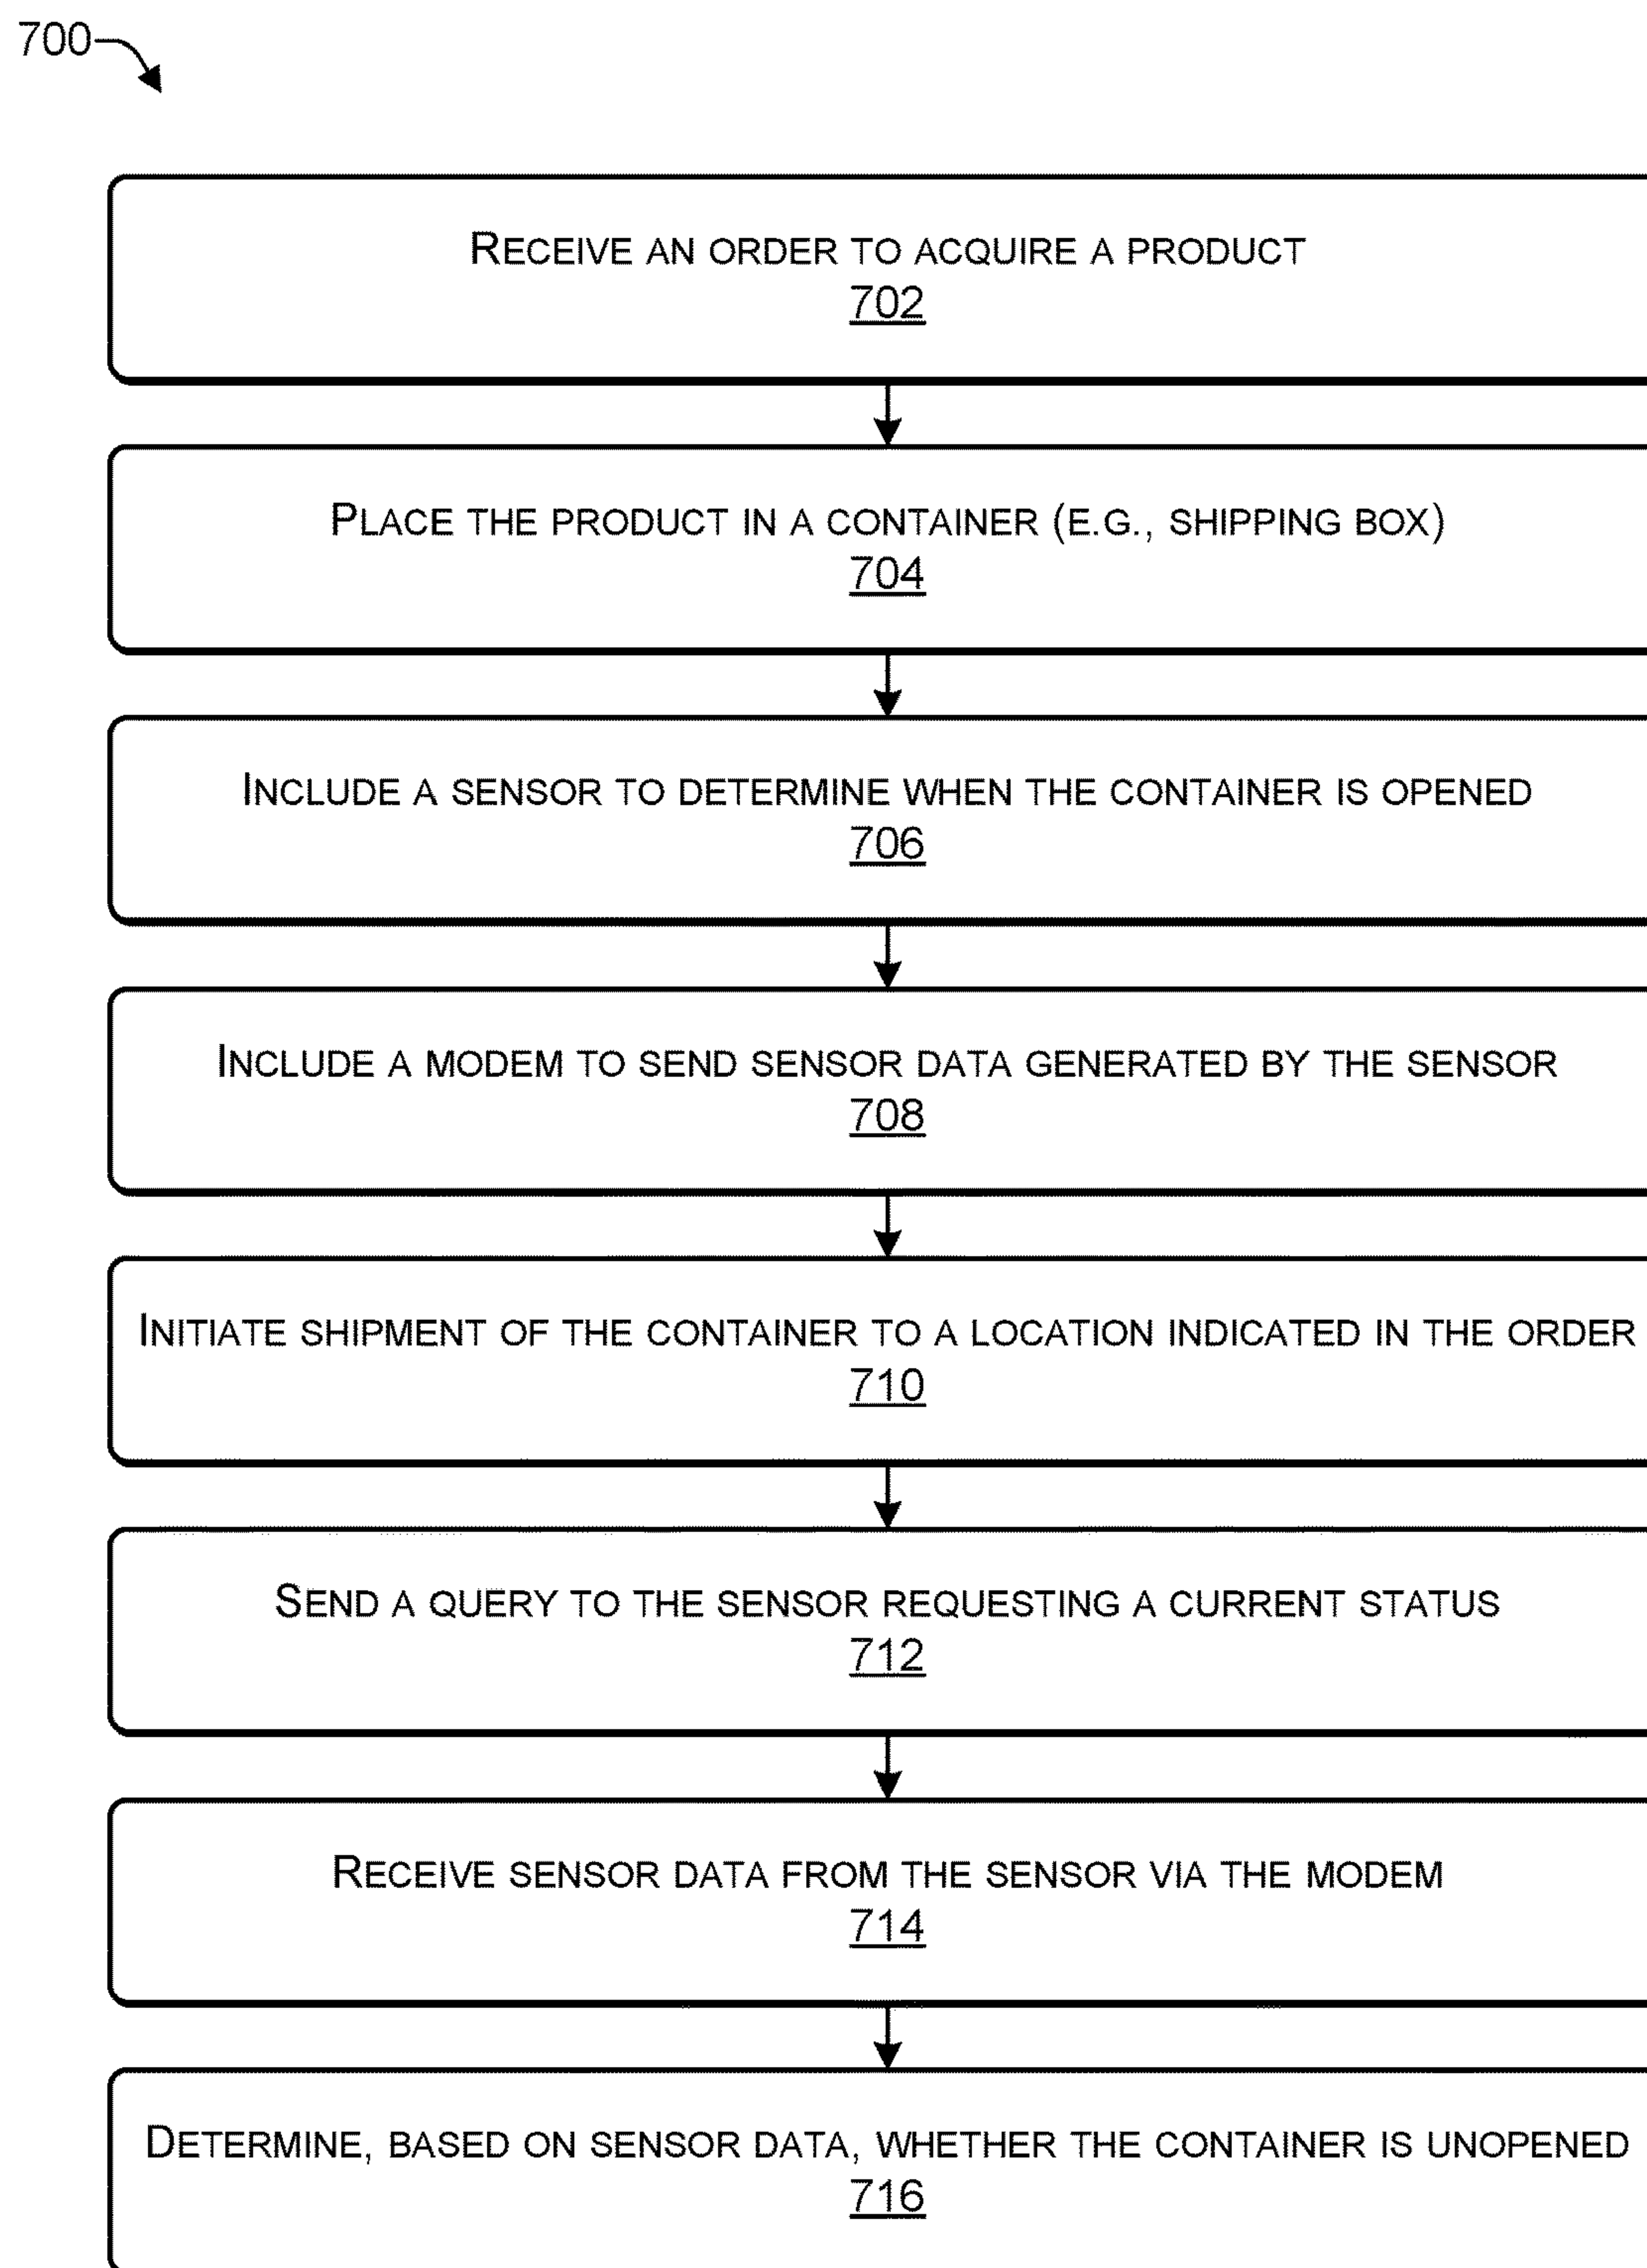 700
RECEIVE AN ORDER TO ACQUIRE A PRODUCT
702
PLACE THE PRODUCT IN A CONTAINER (E.G., SHIPPING BOX)
704
INCLUDE A SENSOR TO DETERMINE WHEN THE CONTAINER IS OPENED
706
INCLUDE A MODEM TO SEND SENSOR DATA GENERATED BY THE SENSOR
708
INITIATE SHIPMENT OF THE CONTAINER TO A LOCATION INDICATED IN THE ORDER
710
SEND A QUERY TO THE SENSOR REQUESTING A CURRENT STATUS
712
RECEIVE SENSOR DATA FROM THE SENSOR VIA THE MODEM
714
DETERMINE, BASED ON SENSOR DATA, WHETHER THE CONTAINER IS UNOPENED
716